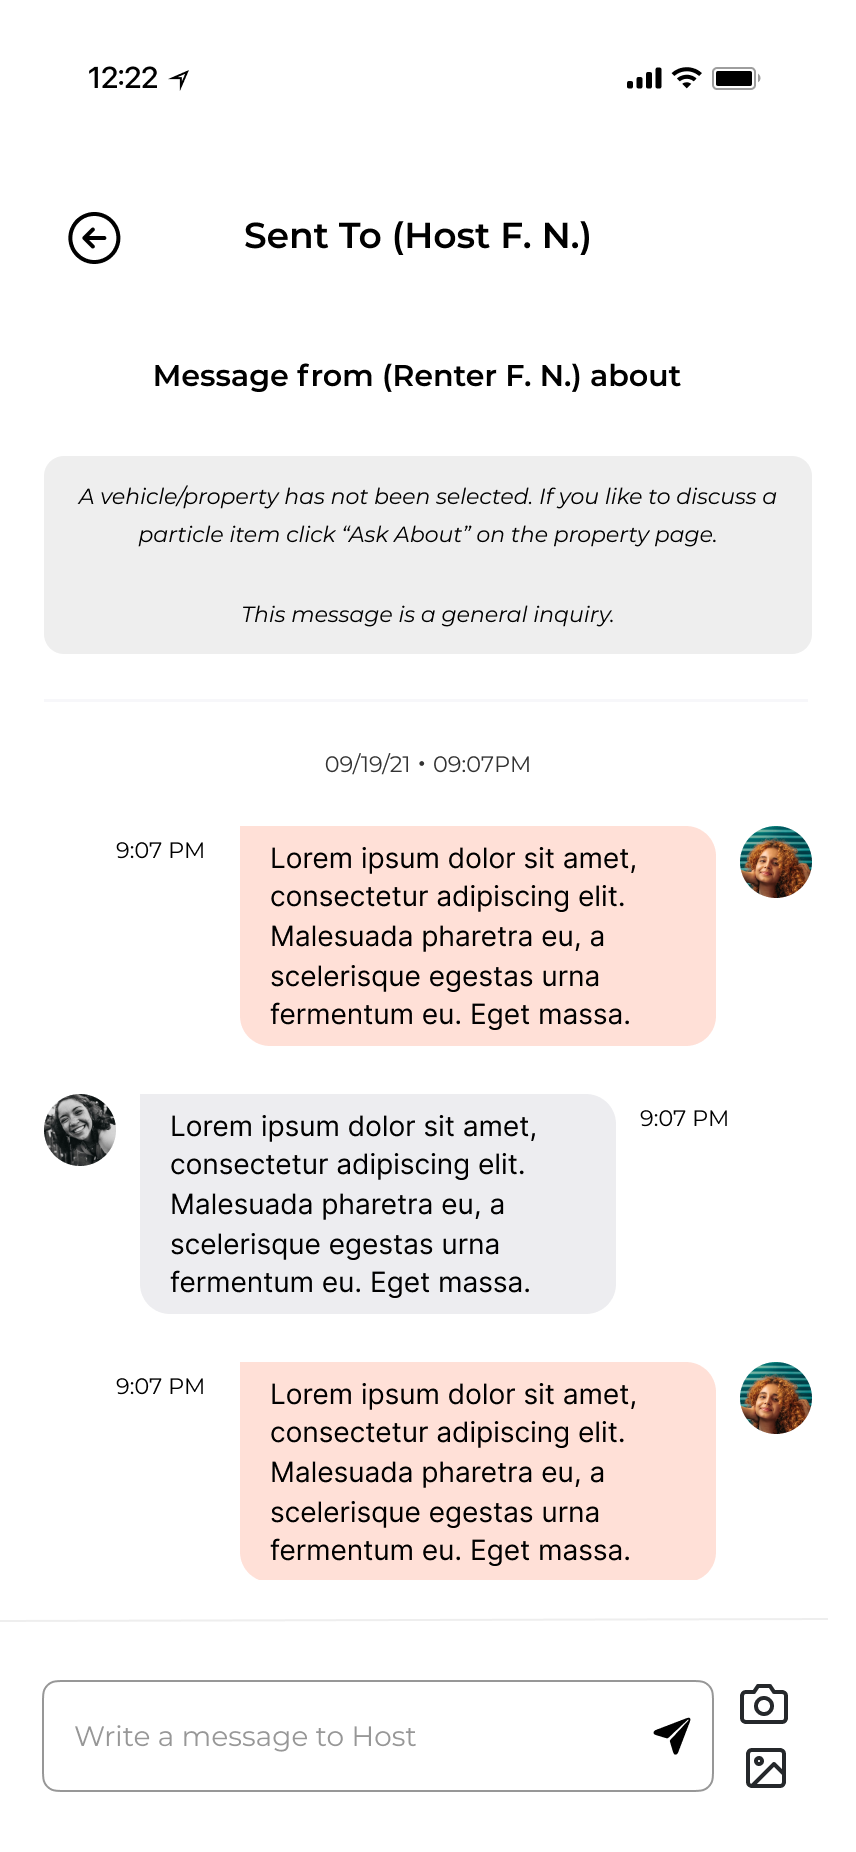 12:22
Sent To (Host F. N.)
Message from (Renter F. N.) about
A vehicle/property has not been selected. If you like to discuss a
particle item click “Ask About” on the property page.
This message is a general inquiry.
09/19/21 • 09:07PM
9:07 PM
Lorem ipsum dolor sit amet,
consectetur adipiscing elit.
Malesuada pharetra eu, a
scelerisque egestas urna
fermentum eu. Eget massa.
Lorem ipsum dolor sit amet,
consectetur adipiscing elit.
Malesuada pharetra eu, a
scelerisque egestas urna
fermentum eu. Eget massa.
9:07 PM
9:07 PM
Lorem ipsum dolor sit amet,
consectetur adipiscing elit.
Malesuada pharetra eu, a
scelerisque egestas urna
fermentum eu. Eget massa.
Write a message to Host